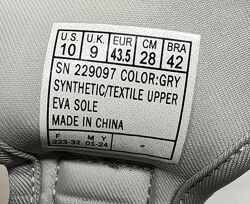 U.S. U.K. EUR CM BRA
10 9 43.5 28 42
SN 229097 COLOR:GRY
SYNTHETIC/TEXTILE UPPER
EVA SOLE
MADE IN CHINA
F M Y
223-32 01-24 -